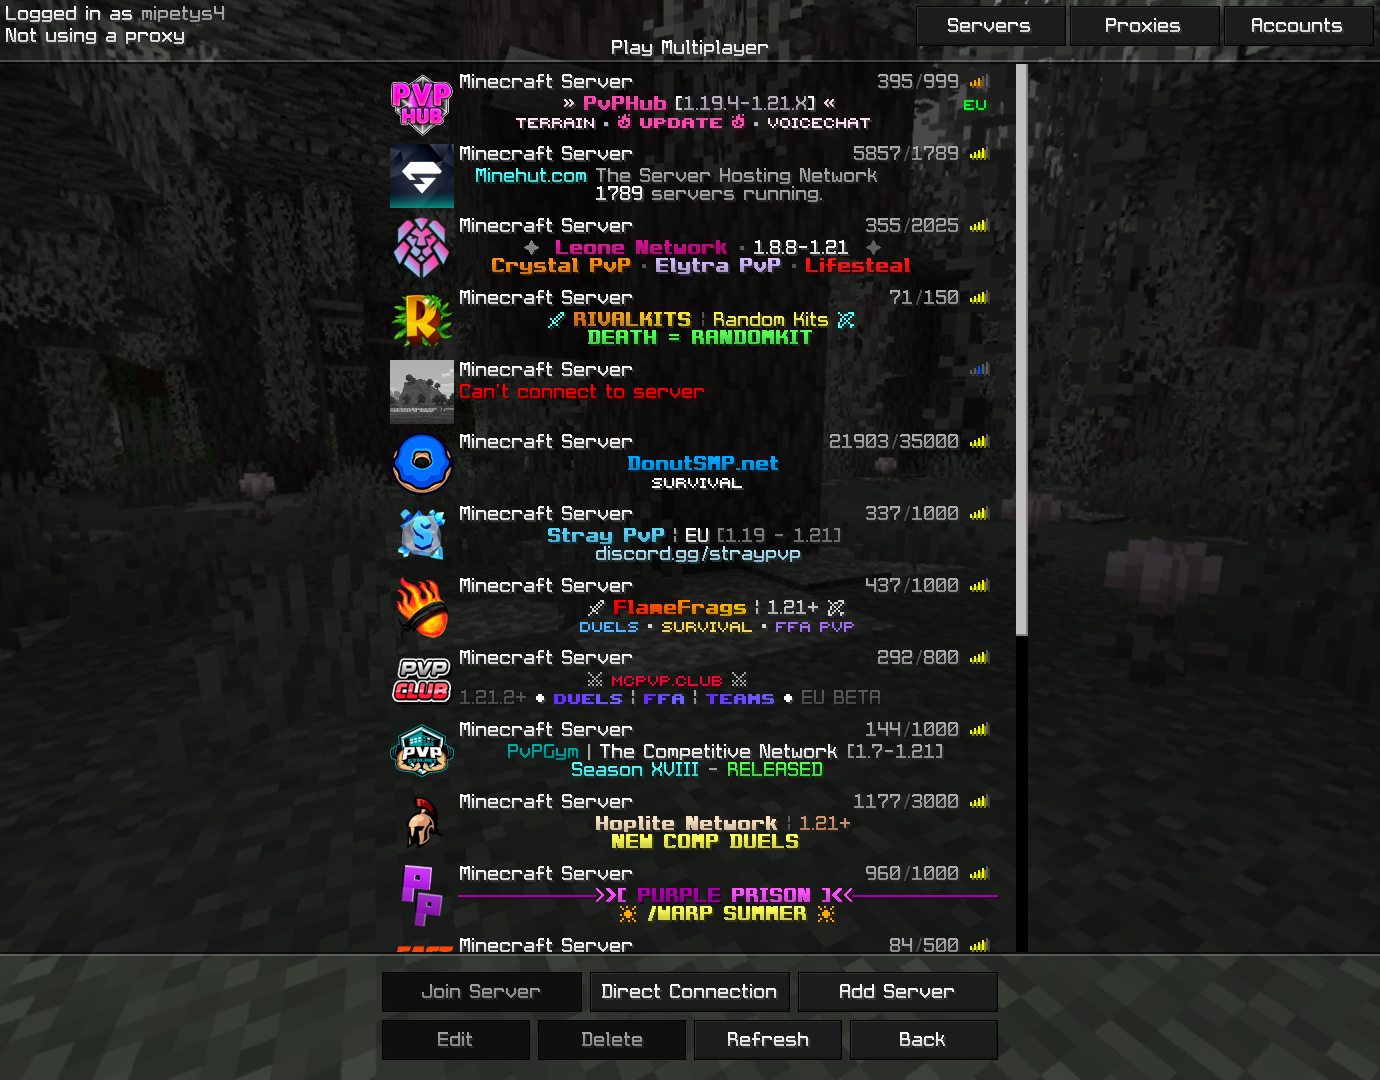 Logged in as mipetys4
Not using a proxy
Servers
Proxies
Accounts
Play Multiplayer
PVP
HUB
Minecraft Server 395/999
» PvPHub [1.19.4-1.21.X] « EU
TERRAIN · UPDATE · VOICECHAT
Minecraft Server 5857/1789
Minehut.com The Server Hosting Network
1789 servers running.
Minecraft Server 355/2025
Leone Network · 1.8.8-1.21
Crystal PvP · Elytra PvP · Lifesteal
R
Minecraft Server 71/150
🗡 RIVALKITS ¦ Random Kits 🏹
DEATH = RANDOMKIT
Minecraft Server
Can't connect to server
Minecraft Server 21903/35000
DonutSMP.net
SURVIVAL
S
Minecraft Server 337/1000
Stray PvP ¦ EU [1.19 - 1.21]
discord.gg/straypvp
Minecraft Server 437/1000
🗡 FlameFrags ¦ 1.21+ 🏹
DUELS • SURVIVAL • FFA PVP
PVP
CLUB
Minecraft Server 292/800
⚔ MCPVP.CLUB ⚔
1.21.2+ • DUELS ¦ FFA ¦ TEAMS • EU BETA
PVP
Minecraft Server 144/1000
PvPGym | The Competitive Network [1.7-1.21]
Season XVIII - RELEASED
Minecraft Server 1177/3000
Hoplite Network ¦ 1.21+
NEW COMP DUELS
PP
Minecraft Server 960/1000
>>[ PURPLE PRISON ]<<
☀ /WARP SUMMER ☀
Minecraft Server 84/500
Join Server
Direct Connection
Add Server
Edit
Delete
Refresh
Back